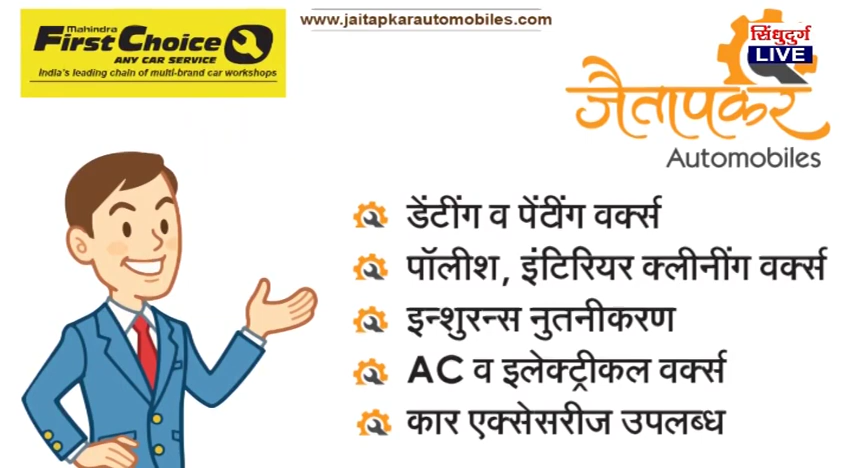 Mahindra
First Choice
ANY CAR SERVICE
India's leading chain of multi-brand car workshops
www.jaitapkarautomobiles.com
सिंधुदुर्ग
LIVE
जैतापकर
Automobiles
डेंटींग व पेंटींग वर्क्स
पॉलीश, इंटिरियर क्लीनींग वर्क्स
इन्शुरन्स नुतनीकरण
AC व इलेक्ट्रीकल वर्क्स
कार एक्सेसरीज उपलब्ध